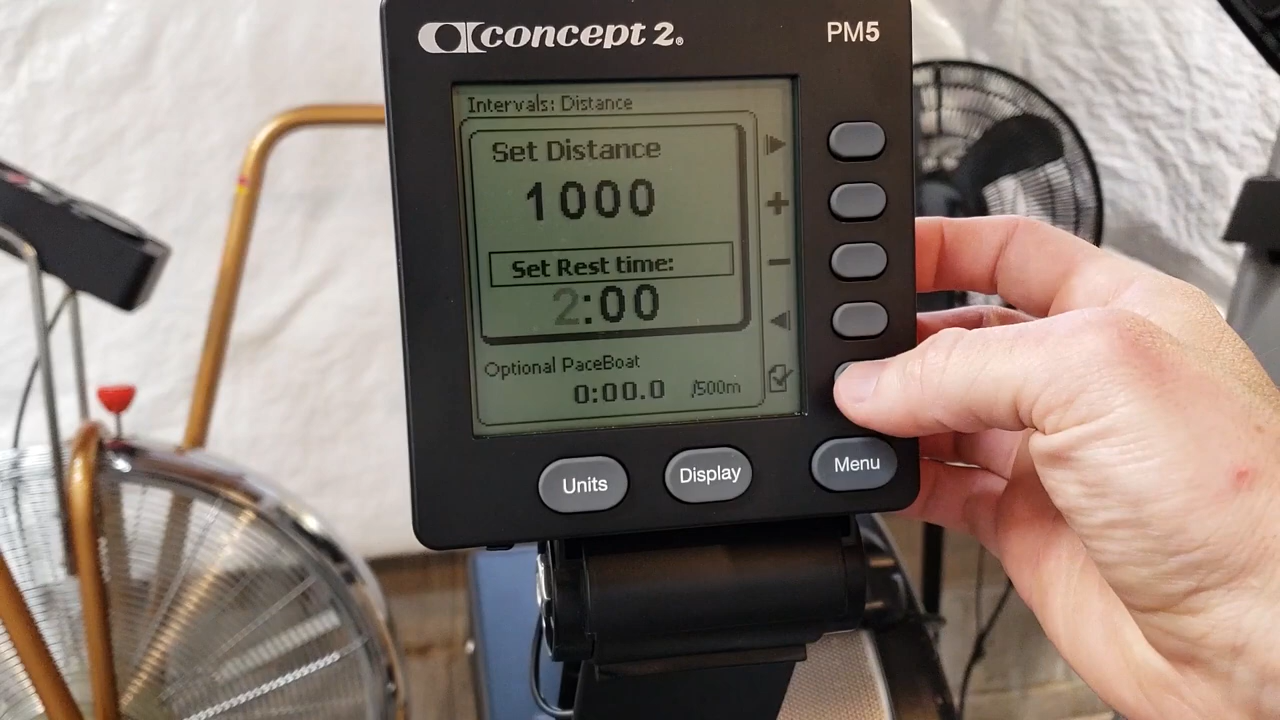 concept 2®
PM5
Intervals: Distance
Set Distance
1000
Set Rest time:
2:00
Optional PaceBoat
0:00.0 /500m
Units
Display
Menu